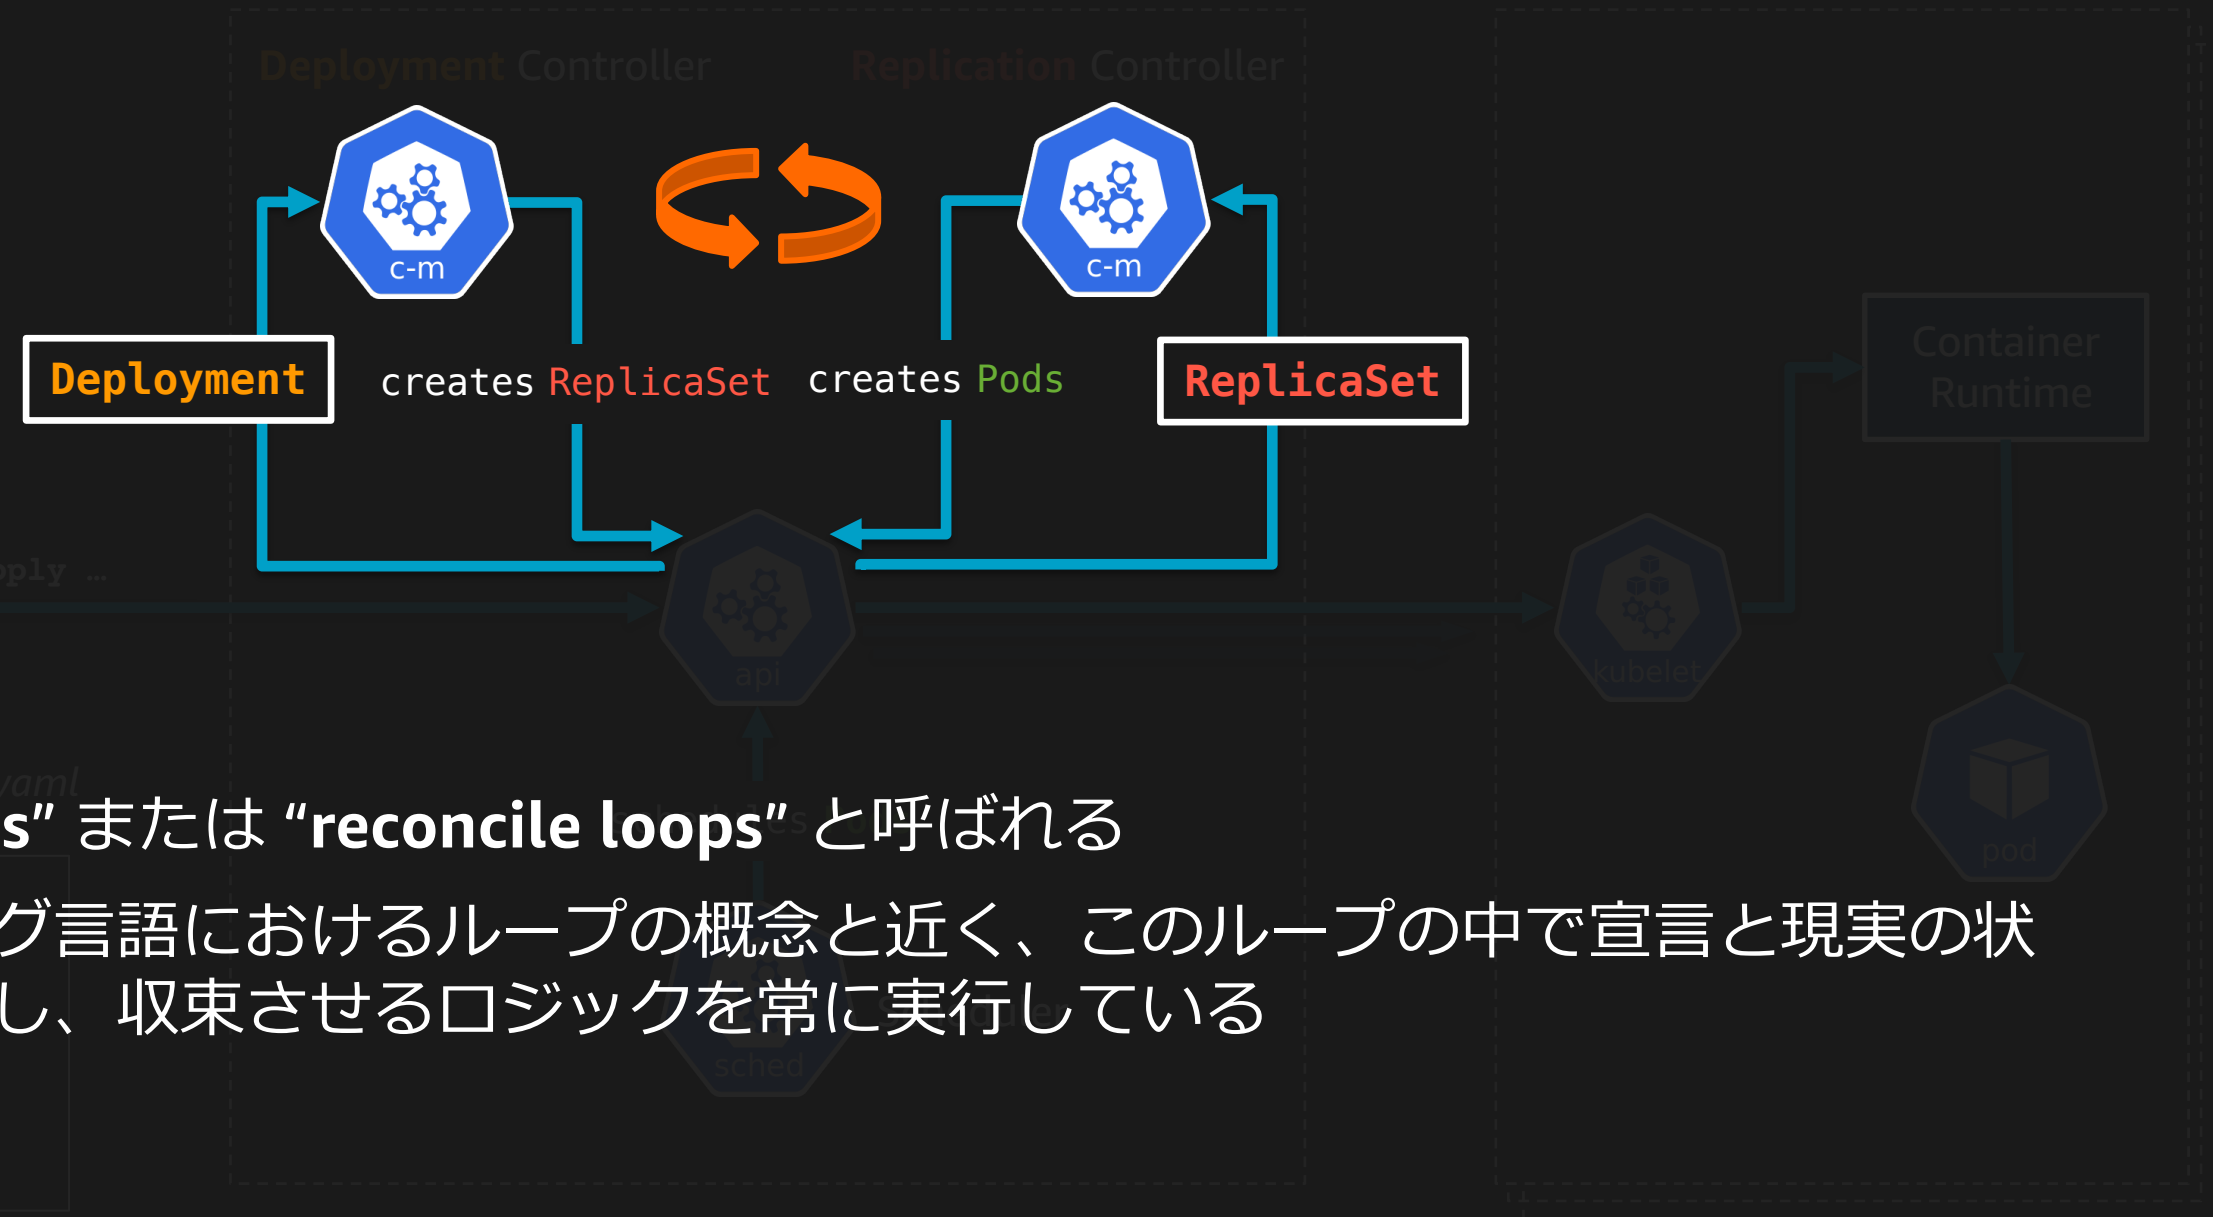 Deployment Controller
Replication Controller
c-m
c-m
Deployment
creates ReplicaSet
creates Pods
ReplicaSet
Container
Runtime
pply …
api
kubelet
yaml
s” または “reconcile loops” と呼ばれる
pod
グ言語におけるループの概念と近く、このループの中で宣言と現実の状
し、収束させるロジックを常に実行している
sched